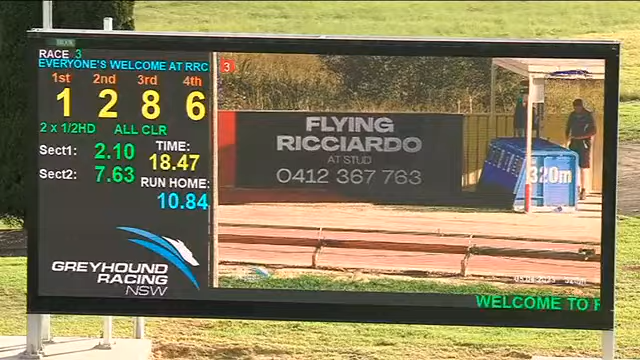 RACE 3
EVERYONE'S WELCOME AT RRC
1st 2nd 3rd 4th
1 2 8 6
2 x 1/2HD ALL CLR
Sect1: 2.10
Sect2: 7.63
TIME:
18.47
RUN HOME:
10.84
GREYHOUND
RACING
NSW
3
FLYING
RICCIARDO
AT STUD
0412 367 763
320m
WELCOME TO